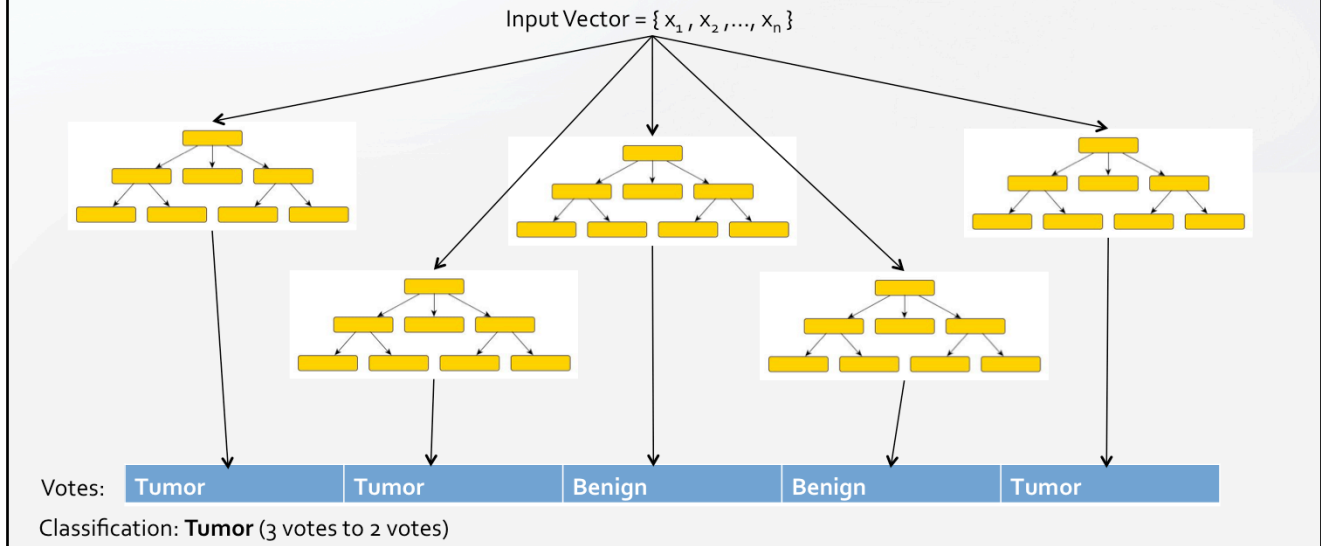 Input Vector = { x₁ , x₂ ,..., xₙ }
Votes: Tumor Tumor Benign Benign Tumor
Classification: Tumor (3 votes to 2 votes)